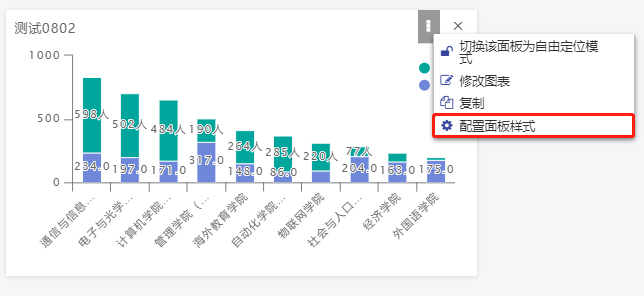 测试0802
切换该面板为自由定位模
式
修改图表
复制
配置面板样式
1000
500
0
598人
502人
484人
190人
264人
285人
220人
77人
234.0
197.0
171.0
317.0
148.0
86.0
204.0
163.0
175.0
通信与信息...
电子与光学...
计算机学院...
管理学院（...
海外教育学院
自动化学院...
物联网学院
社会与人口...
经济学院
外国语学院